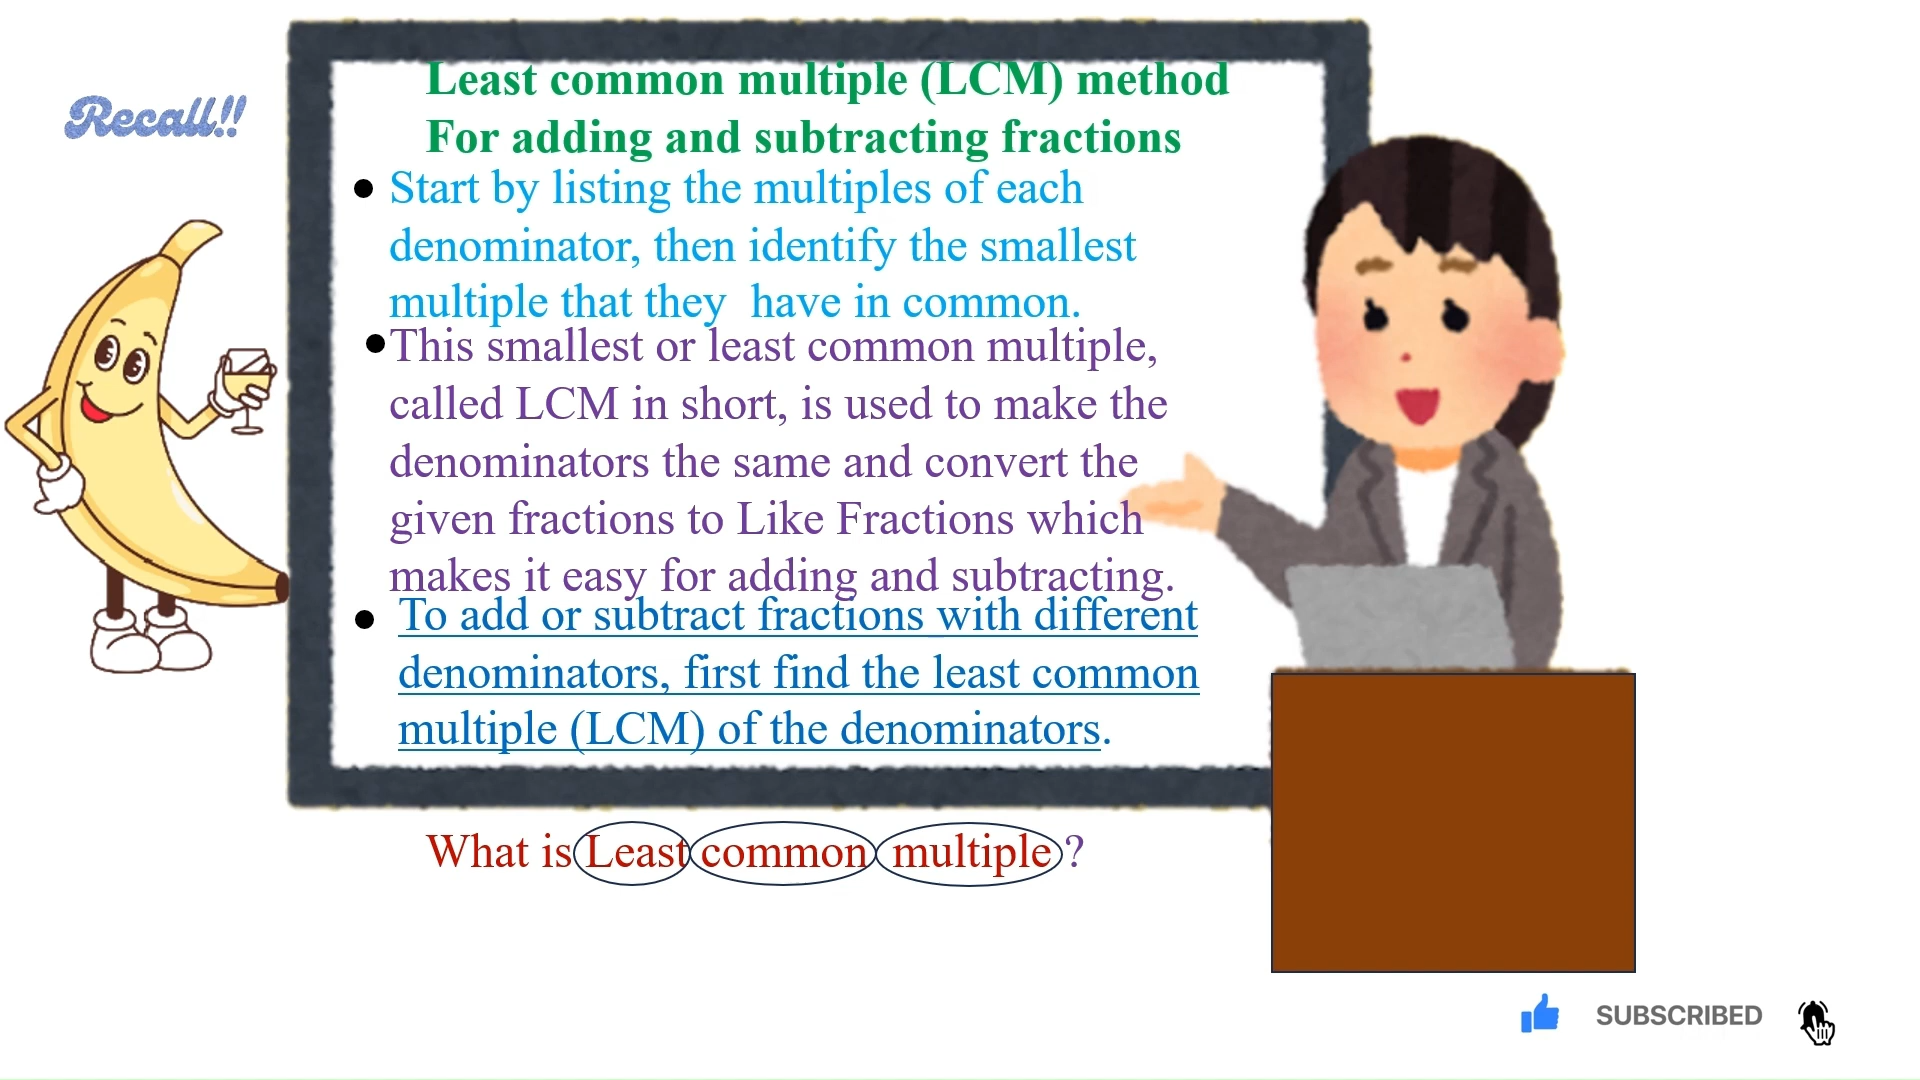 Recall!!
Least common multiple (LCM) method
For adding and subtracting fractions
● Start by listing the multiples of each
denominator, then identify the smallest
multiple that they have in common.
● This smallest or least common multiple,
called LCM in short, is used to make the
denominators the same and convert the
given fractions to Like Fractions which
makes it easy for adding and subtracting.
● To add or subtract fractions with different
denominators, first find the least common
multiple (LCM) of the denominators.
What is Least common multiple ?
SUBSCRIBED